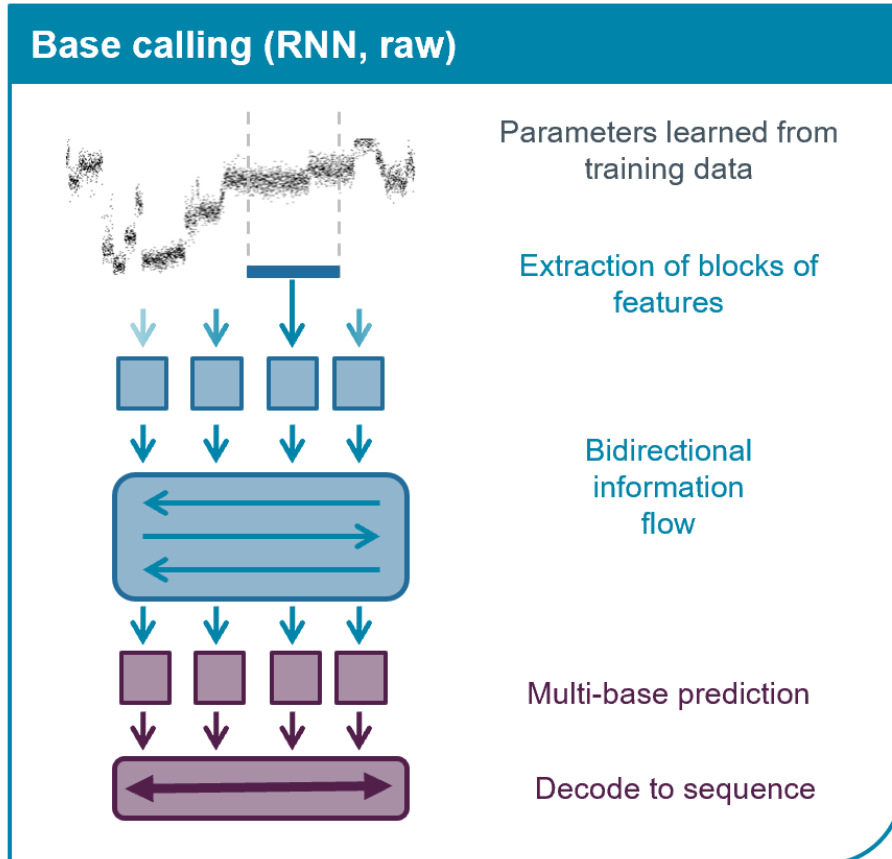 Base calling (RNN, raw)
Parameters learned from
training data
Extraction of blocks of
features
Bidirectional
information
flow
Multi-base prediction
Decode to sequence